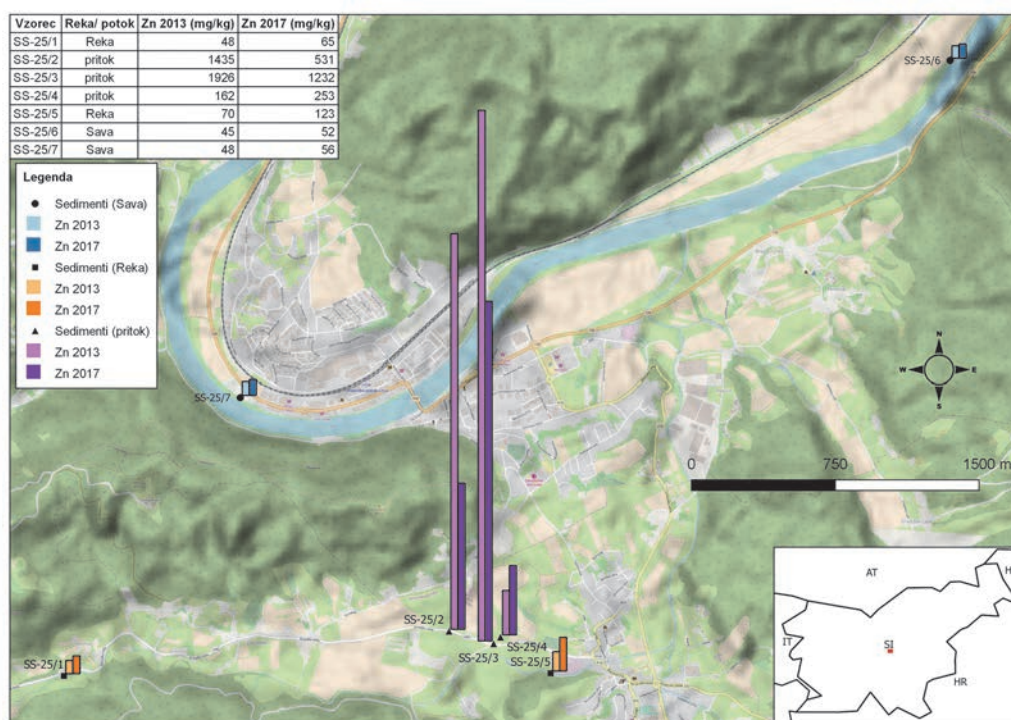 Vzorec Reka/ potok Zn 2013 (mg/kg) Zn 2017 (mg/kg)
SS-25/1 Reka 48 65
SS-25/2 pritok 1435 531
SS-25/3 pritok 1926 1232
SS-25/4 pritok 162 253
SS-25/5 Reka 70 123
SS-25/6 Sava 45 52
SS-25/7 Sava 48 56
Legenda
Sedimenti (Sava)
Zn 2013
Zn 2017
Sedimenti (Reka)
Zn 2013
Zn 2017
Sedimenti (pritok)
Zn 2013
Zn 2017
SS-25/6
SS-25/7
N
W E
S
0 750 1500 m
SS-25/2
SS-25/4
SS-25/3
SS-25/5
SS-25/1
AT
H
IT
SI
HR